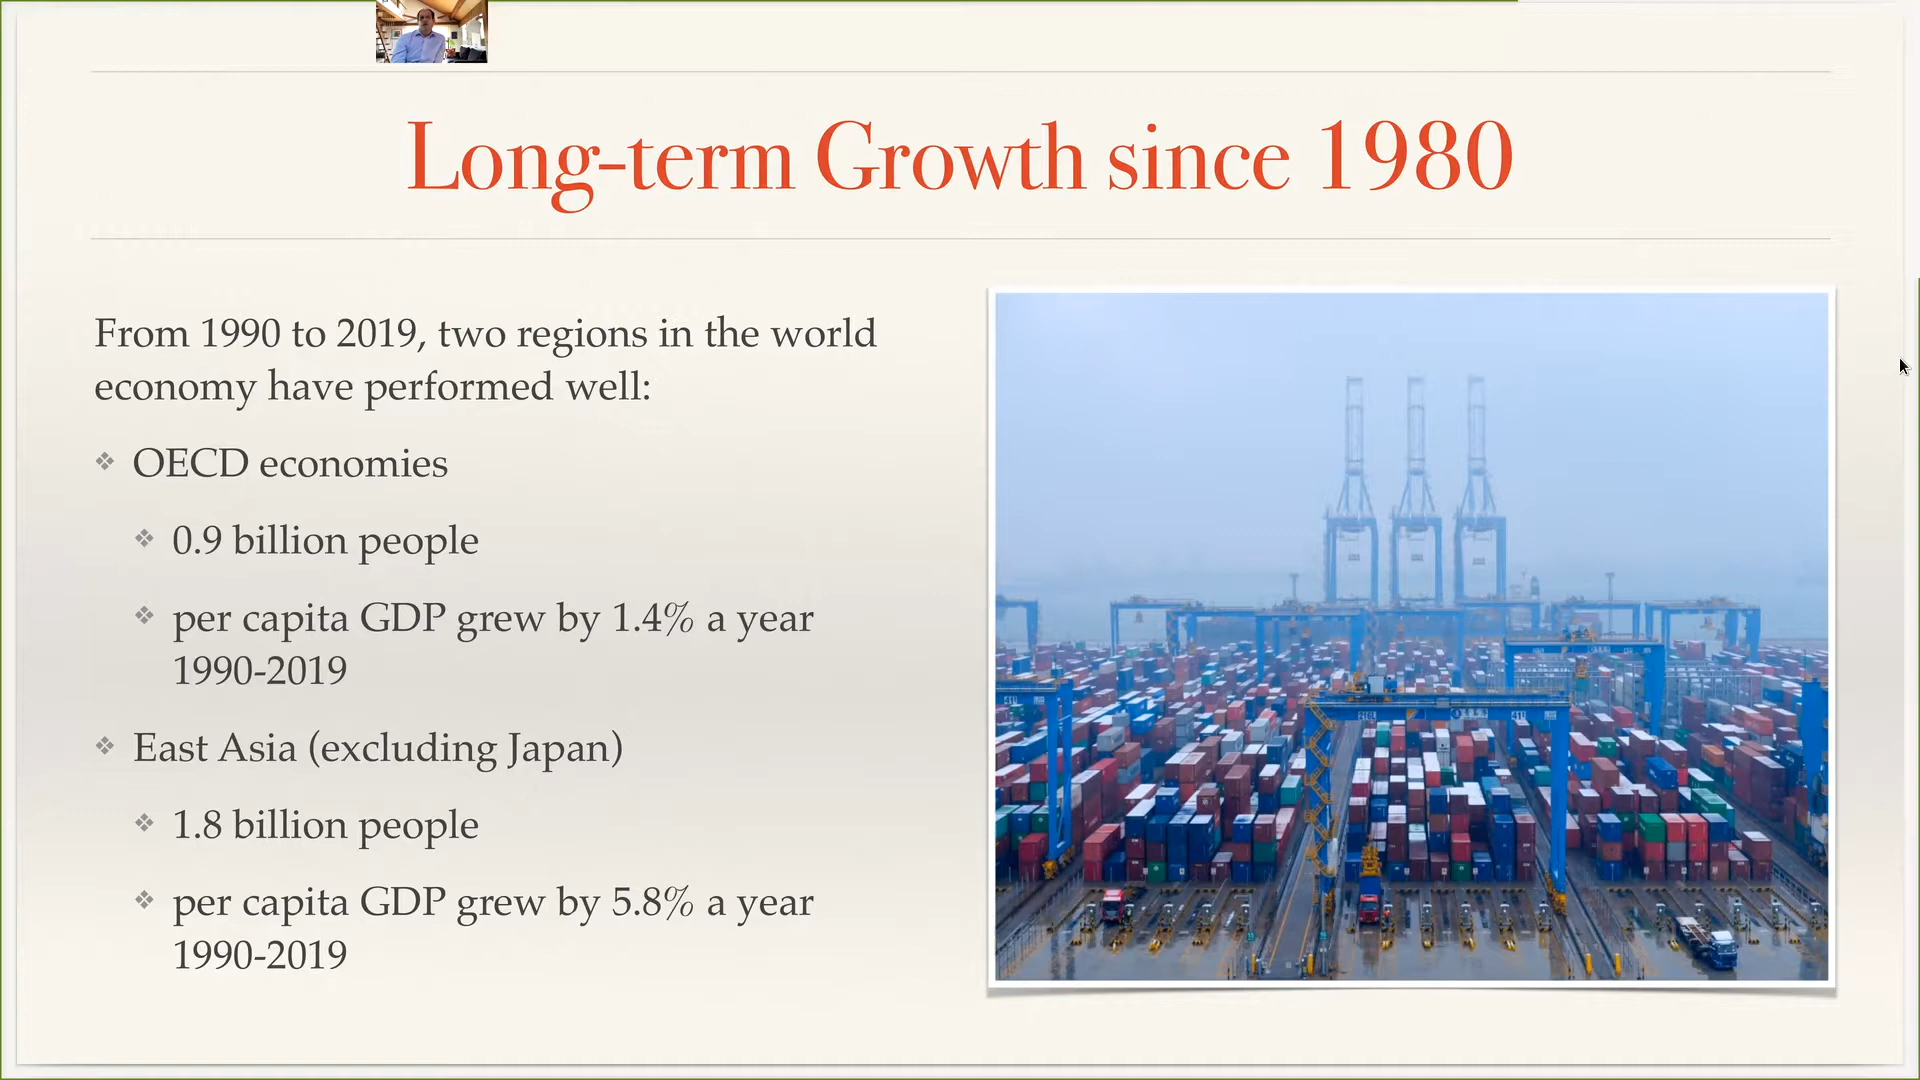 Long-term Growth since 1980
From 1990 to 2019, two regions in the world
economy have performed well:
❖ OECD economies
❖ 0.9 billion people
❖ per capita GDP grew by 1.4% a year
1990-2019
❖ East Asia (excluding Japan)
❖ 1.8 billion people
❖ per capita GDP grew by 5.8% a year
1990-2019